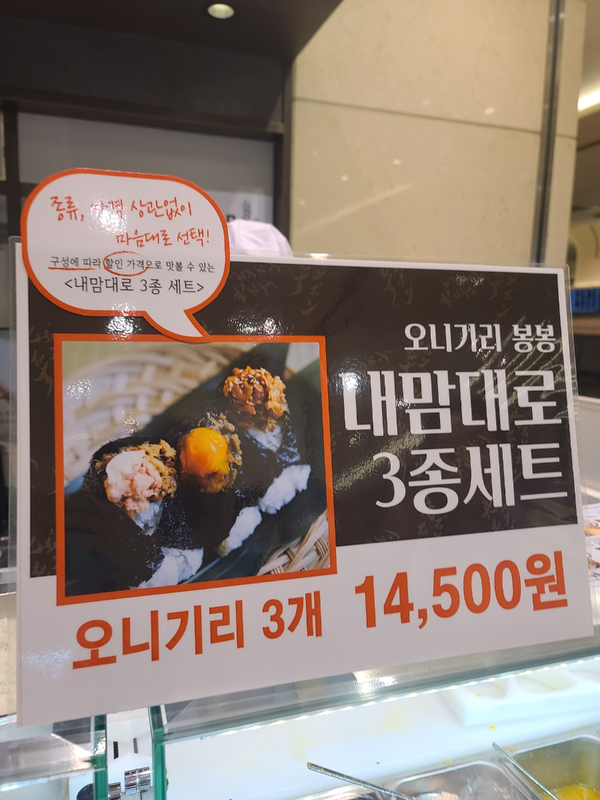 종류, 가격 상관없이
마음대로 선택!
구성에 따라 할인 가격으로 맛볼 수 있는
<내맘대로 3종 세트>
오니기리 봉봉
내맘대로
3종세트
오니기리 3개 14,500원